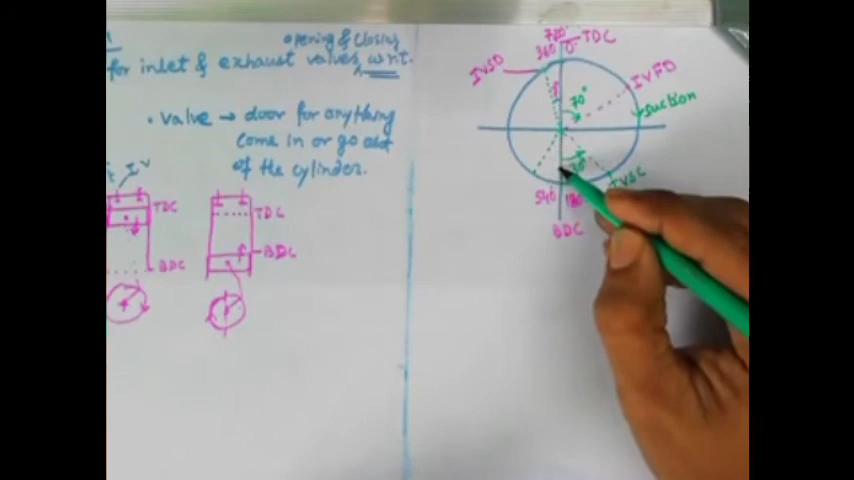 opening & closing
for inlet & exhaust valves w.r.t.
. valve → door for anything
come in or go out
of the cylinder.
IV
TDC
BDC
TDC
BDC
720°
360° 0° TDC
IVSO
IVFO
70°
suction
IVSC
540° 180°
BDC